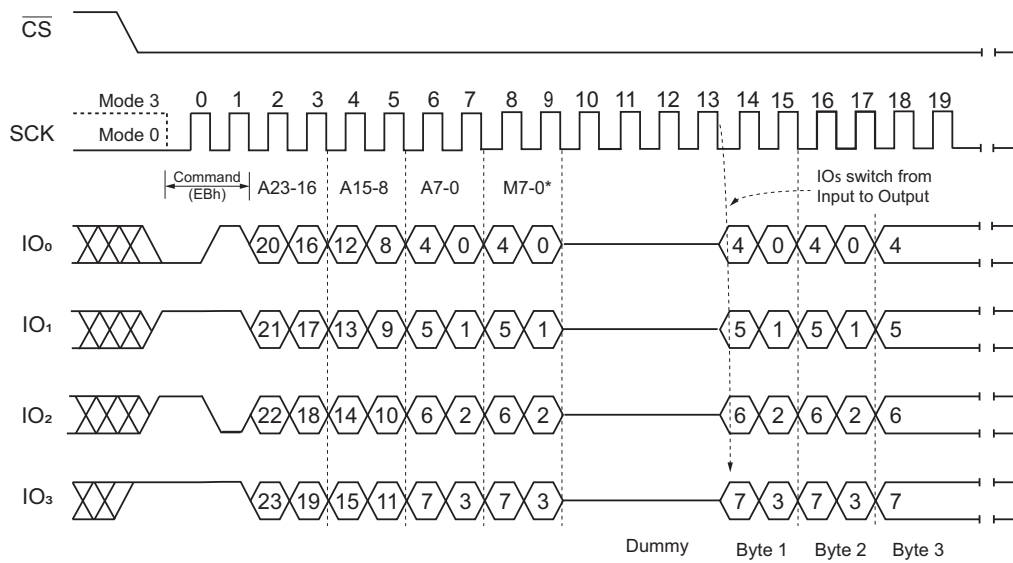 CS
Mode 3
Mode 0
SCK
0 1 2 3 4 5 6 7 8 9 10 11 12 13 14 15 16 17 18 19
Command
(EBh)
A23-16 A15-8 A7-0 M7-0*
IOs switch from
Input to Output
IO₀ 20 16 12 8 4 0 4 0 4 0 4 0 4
IO₁ 21 17 13 9 5 1 5 1 5 1 5 1 5
IO₂ 22 18 14 10 6 2 6 2 6 2 6 2 6
IO₃ 23 19 15 11 7 3 7 3 7 3 7 3 7
Dummy Byte 1 Byte 2 Byte 3